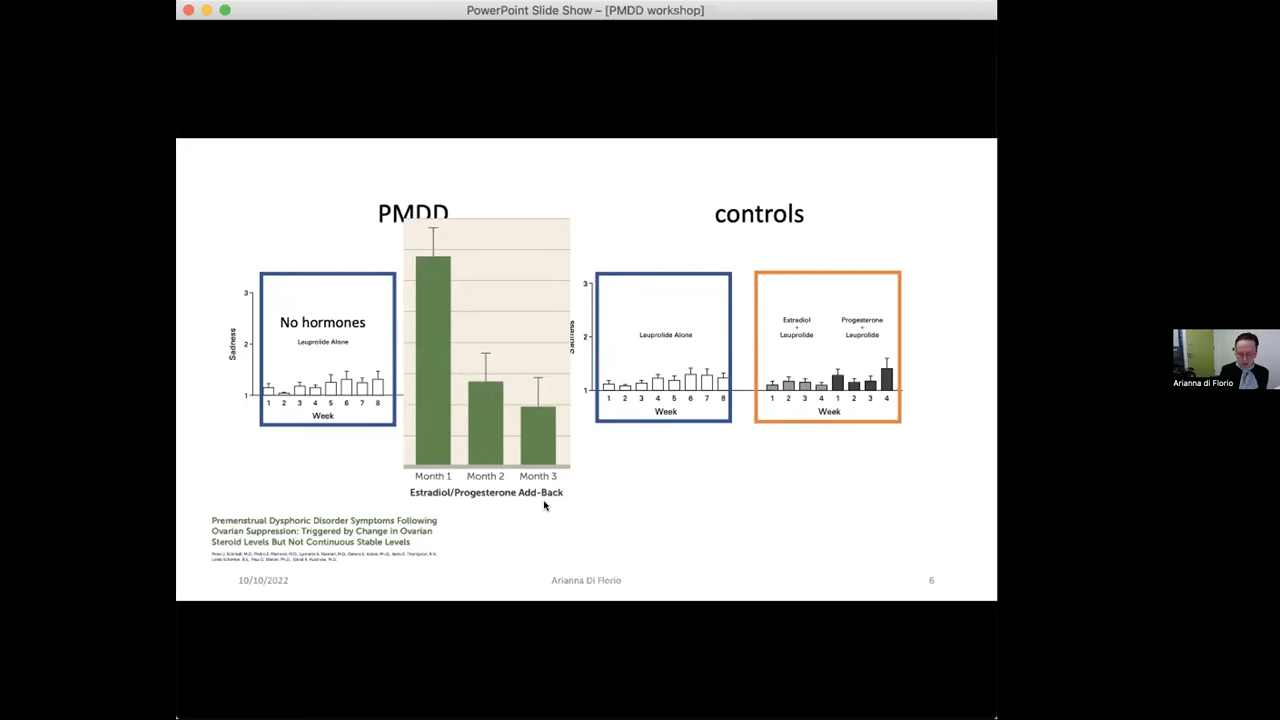 PowerPoint Slide Show – [PMDD workshop]
PMDD
controls
3
2
1
Sadness
No hormones
Leuprolide Alone
1 2 3 4 5 6 7 8
Week
Month 1 Month 2 Month 3
Estradiol/Progesterone Add-Back
3
2
1
Sadness
Leuprolide Alone
1 2 3 4 5 6 7 8
Week
Estradiol
+
Leuprolide
Progesterone
+
Leuprolide
1 2 3 4 1 2 3 4
Week
Premenstrual Dysphoric Disorder Symptoms Following
Ovarian Suppression: Triggered by Change in Ovarian
Steroid Levels But Not Continuous Stable Levels
10/10/2022
Arianna Di Florio
6
Arianna di Florio